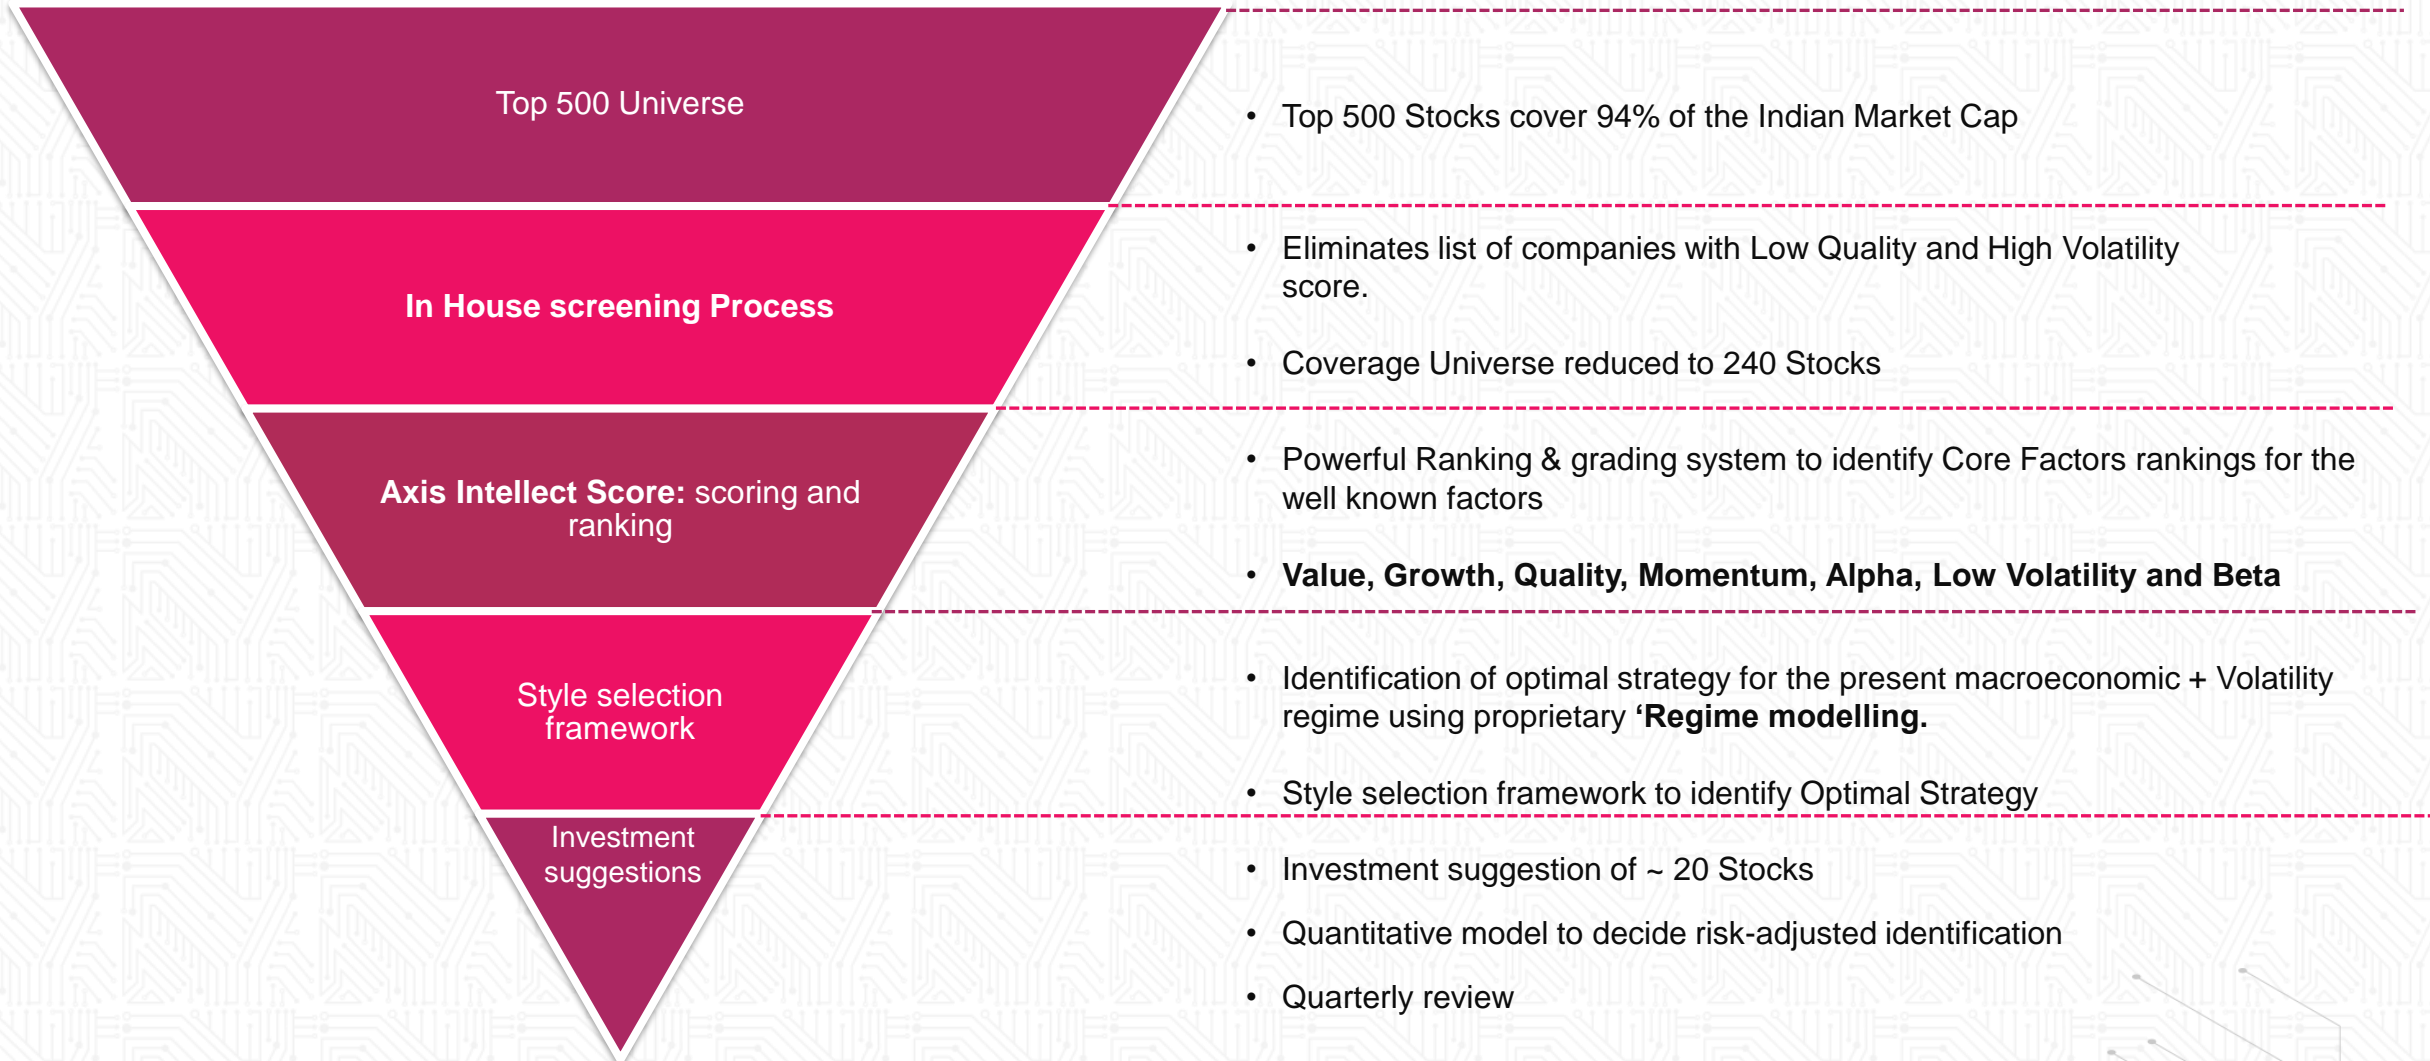 Top 500 Universe
• Top 500 Stocks cover 94% of the Indian Market Cap
In House screening Process
• Eliminates list of companies with Low Quality and High Volatility
score.
• Coverage Universe reduced to 240 Stocks
Axis Intellect Score: scoring and
ranking
• Powerful Ranking & grading system to identify Core Factors rankings for the
well known factors
• Value, Growth, Quality, Momentum, Alpha, Low Volatility and Beta
Style selection
framework
• Identification of optimal strategy for the present macroeconomic + Volatility
regime using proprietary ‘Regime modelling.
• Style selection framework to identify Optimal Strategy
Investment
suggestions
• Investment suggestion of ~ 20 Stocks
• Quantitative model to decide risk-adjusted identification
• Quarterly review